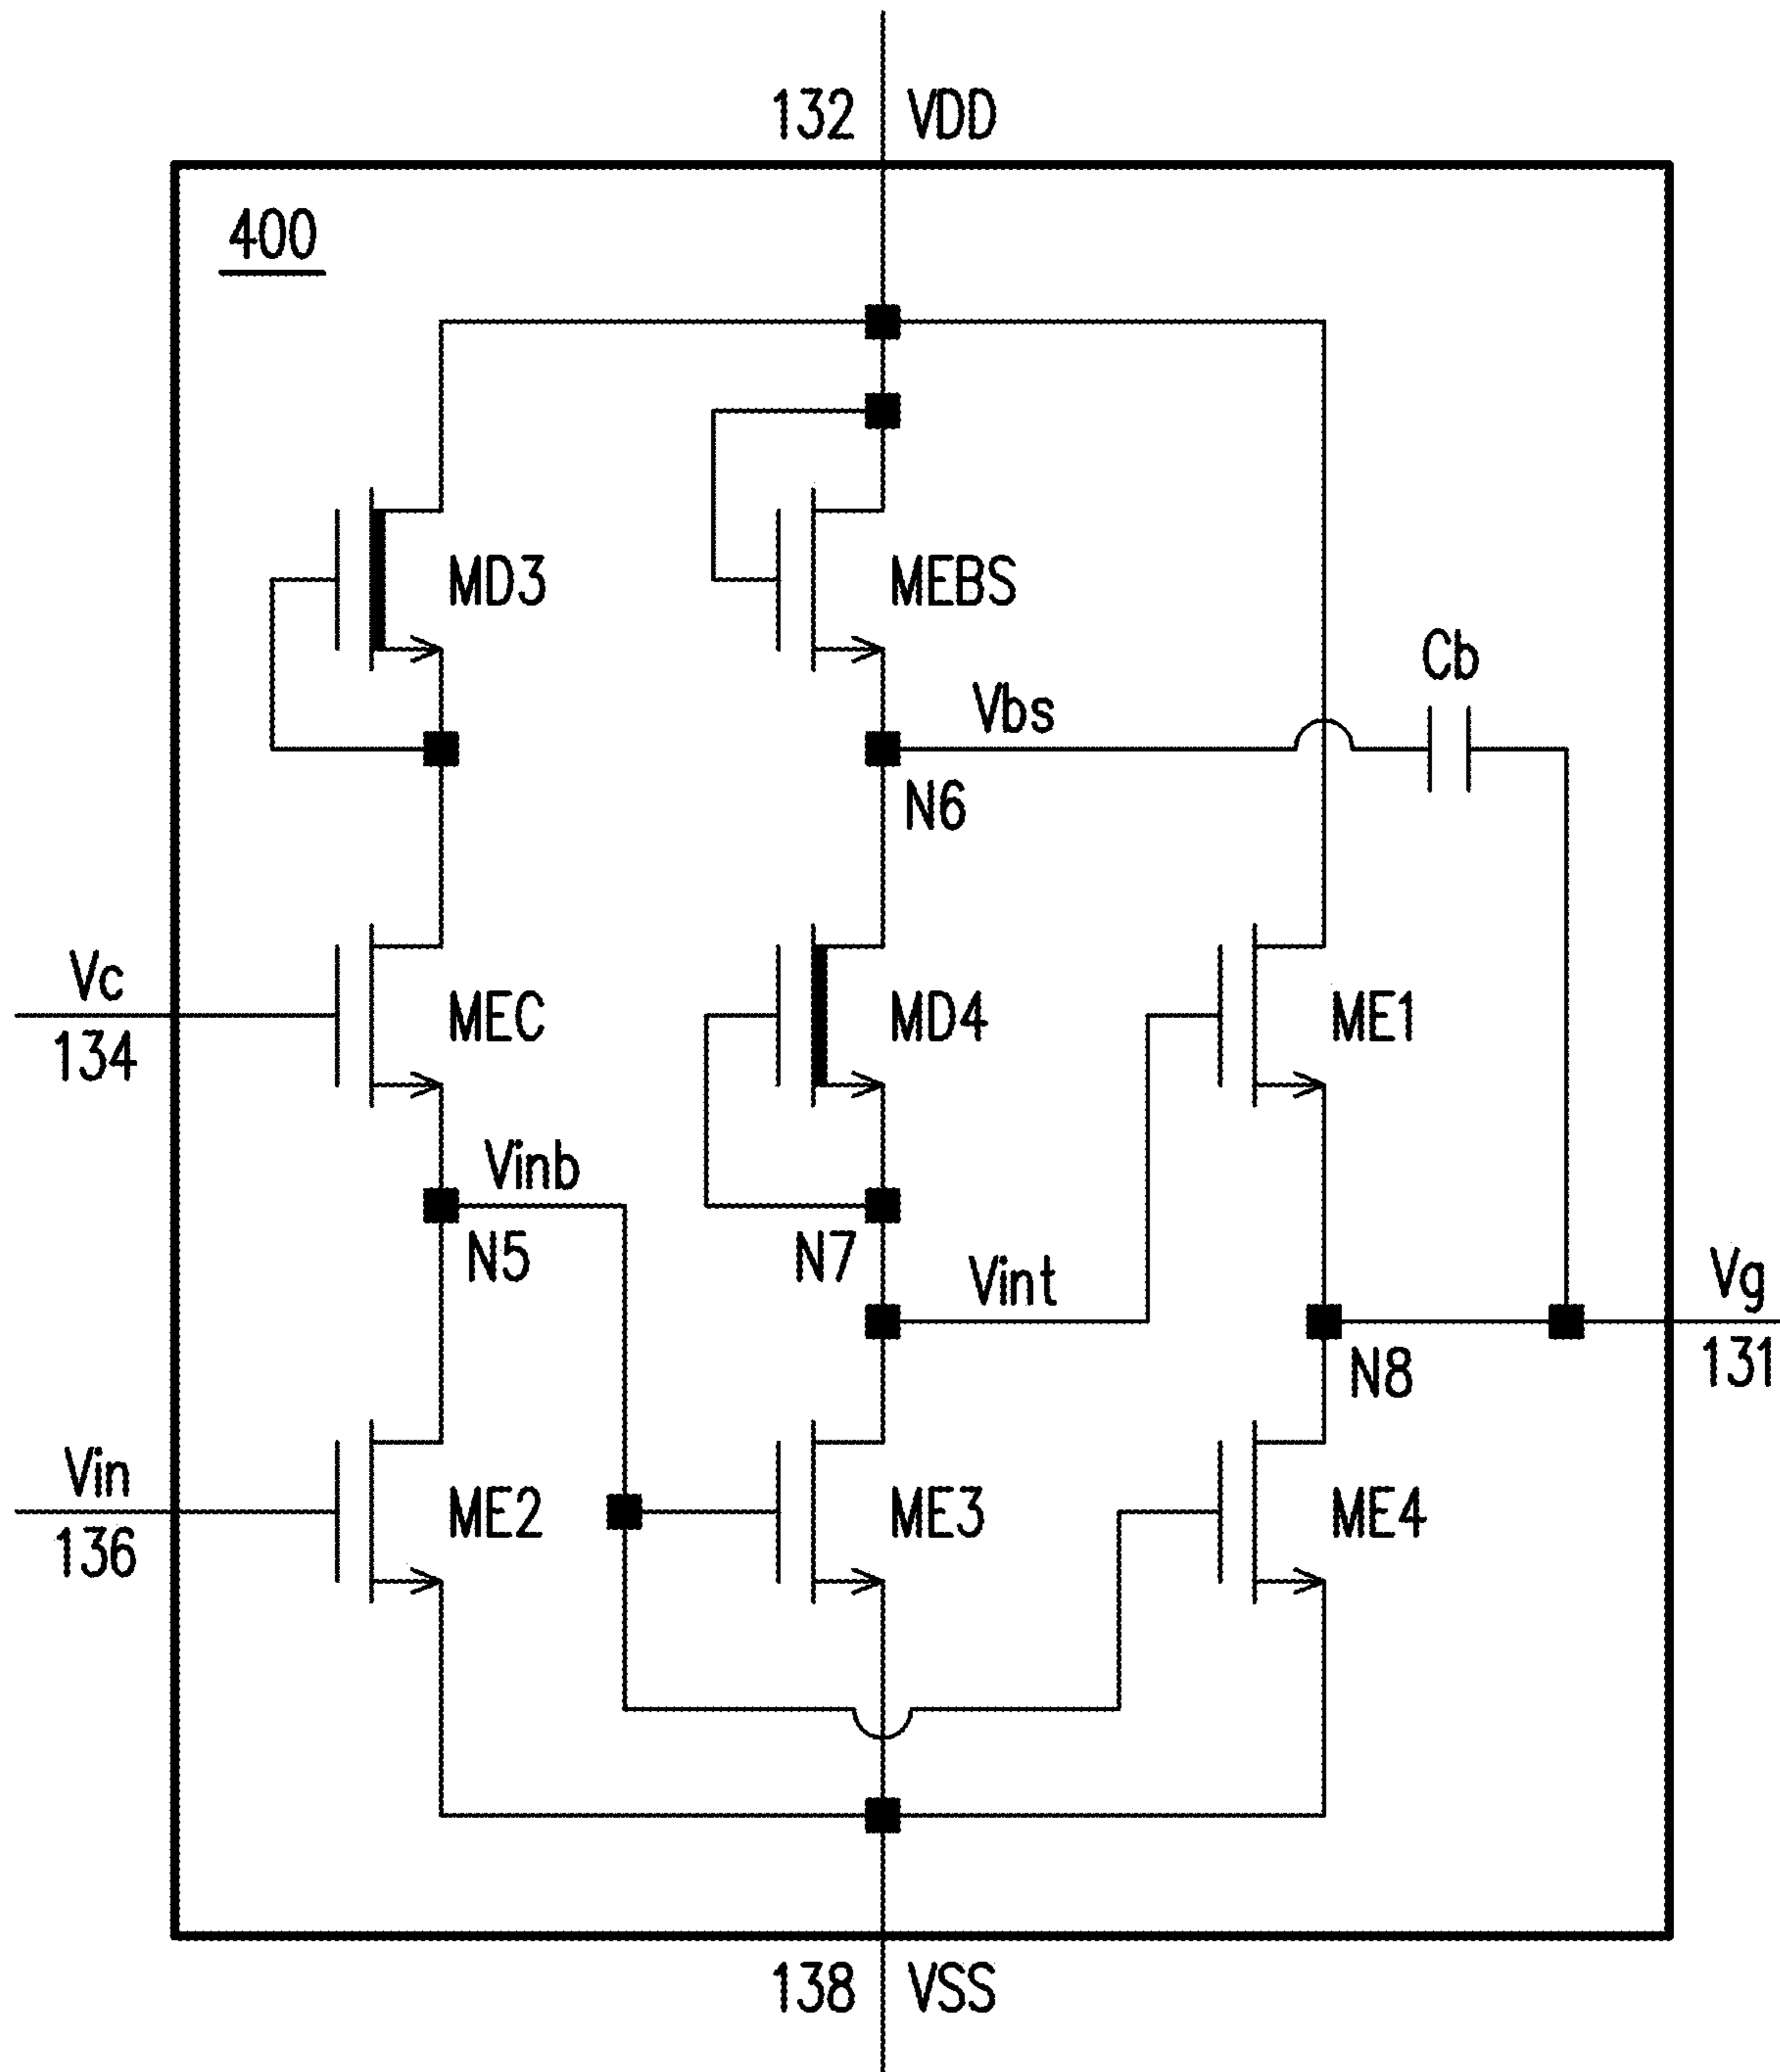 132 VDD
400
MD3 MEBS
Cb
Vbs
N6
Vc
134
MEC MD4 ME1
Vinb
N5 N7
Vint
Vg
131
N8
Vin
136
ME2 ME3 ME4
138 VSS